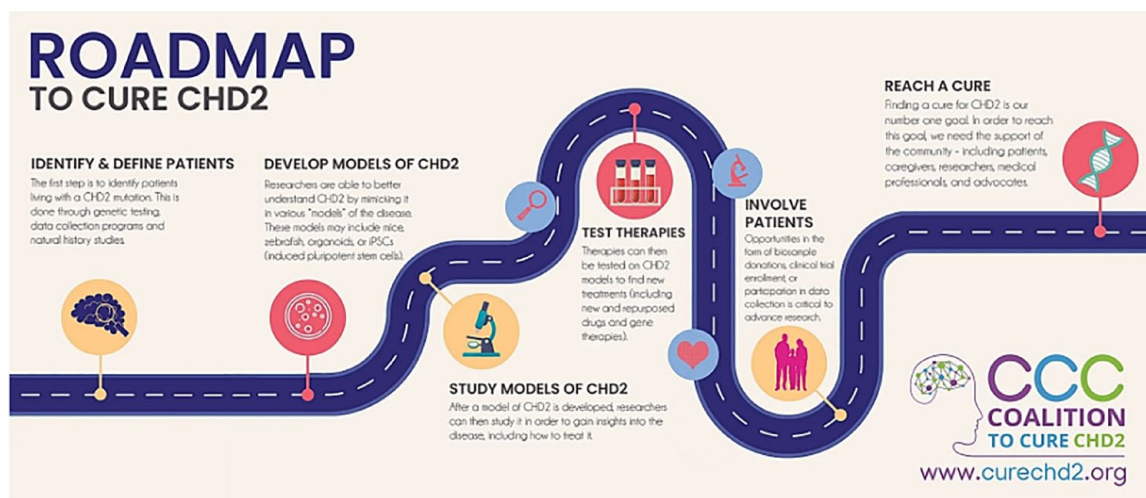 ROADMAP
TO CURE CHD2
IDENTIFY & DEFINE PATIENTS
The first step is to identify patients
living with a CHD2 mutation. This is
done through genetic testing,
data collection programs and
natural history studies.
DEVELOP MODELS OF CHD2
Researchers are able to better
understand CHD2 by mimicking it
in various "models" of the disease.
These models may include mice,
zebrafish, organoids, or iPSCs
(induced pluripotent stem cells).
STUDY MODELS OF CHD2
After a model of CHD2 is developed, researchers
can then study it in order to gain insights into the
disease, including how to treat it.
TEST THERAPIES
Therapies can then
be tested on CHD2
models to find new
treatments (including
new and repurposed
drugs and gene
therapies).
INVOLVE
PATIENTS
Opportunities in the
form of biosample
donations, clinical trial
enrollment, or
participation in data
collection is critical to
advance research.
REACH A CURE
Finding a cure for CHD2 is our
number one goal. In order to reach
this goal, we need the support of
the community - including patients,
caregivers, researchers, medical
professionals, and advocates.
CCC
COALITION
TO CURE CHD2
www.curechd2.org